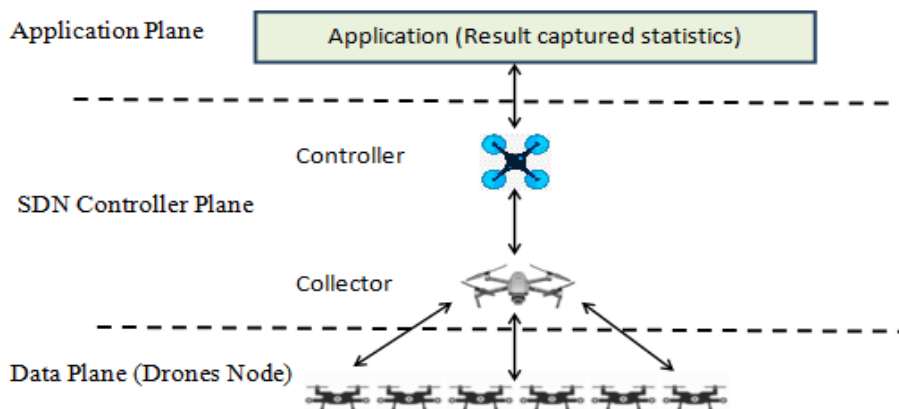 Application Plane
Application (Result captured statistics)
Controller
SDN Controller Plane
Collector
Data Plane (Drones Node)